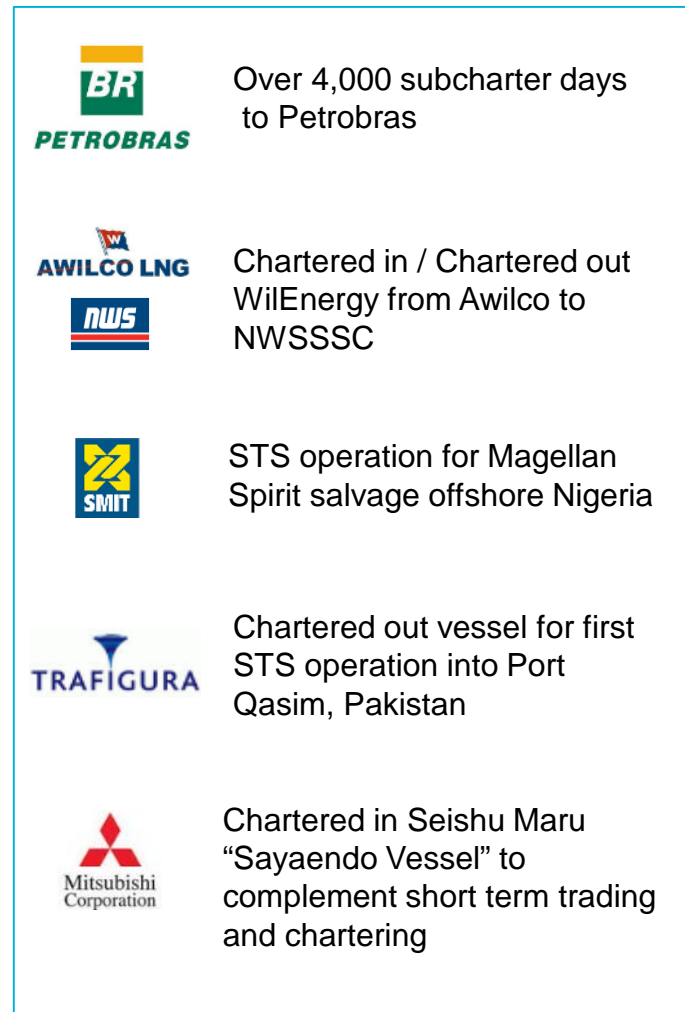 BR
PETROBRAS
Over 4,000 subcharter days
to Petrobras
W
AWILCO LNG
nws
Chartered in / Chartered out
WilEnergy from Awilco to
NWSSSC
SMIT
STS operation for Magellan
Spirit salvage offshore Nigeria
TRAFIGURA
Chartered out vessel for first
STS operation into Port
Qasim, Pakistan
Mitsubishi
Corporation
Chartered in Seishu Maru
“Sayaendo Vessel” to
complement short term trading
and chartering